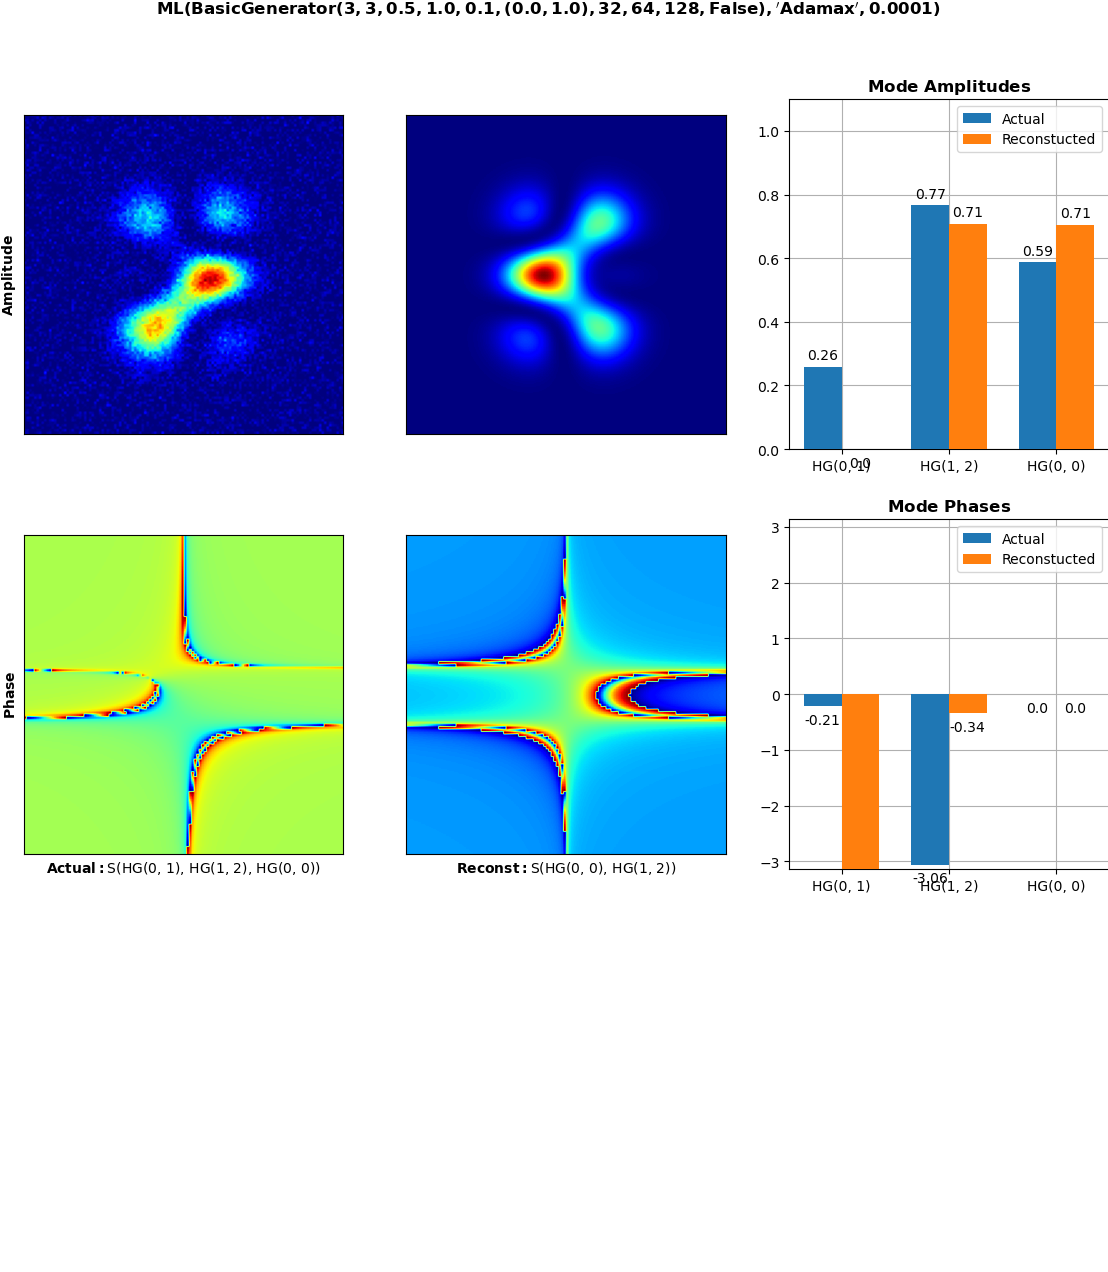 ML(BasicGenerator(3, 3, 0.5, 1.0, 0.1, (0.0, 1.0), 32, 64, 128, False), ′Adamax′, 0.0001)
Mode Amplitudes
Actual
Reconstucted
1.0
0.8
0.6
0.4
0.2
0.0
0.26
0.0
0.77
0.71
0.59
0.71
HG(0, 1)
HG(1, 2)
HG(0, 0)
Amplitude
Mode Phases
Actual
Reconstucted
3
2
1
0
−1
−2
−3
-0.21
-3.06
-0.34
0.0
0.0
HG(0, 1)
HG(1, 2)
HG(0, 0)
Phase
Actual: S(HG(0, 1), HG(1, 2), HG(0, 0))
Reconst: S(HG(0, 0), HG(1, 2))